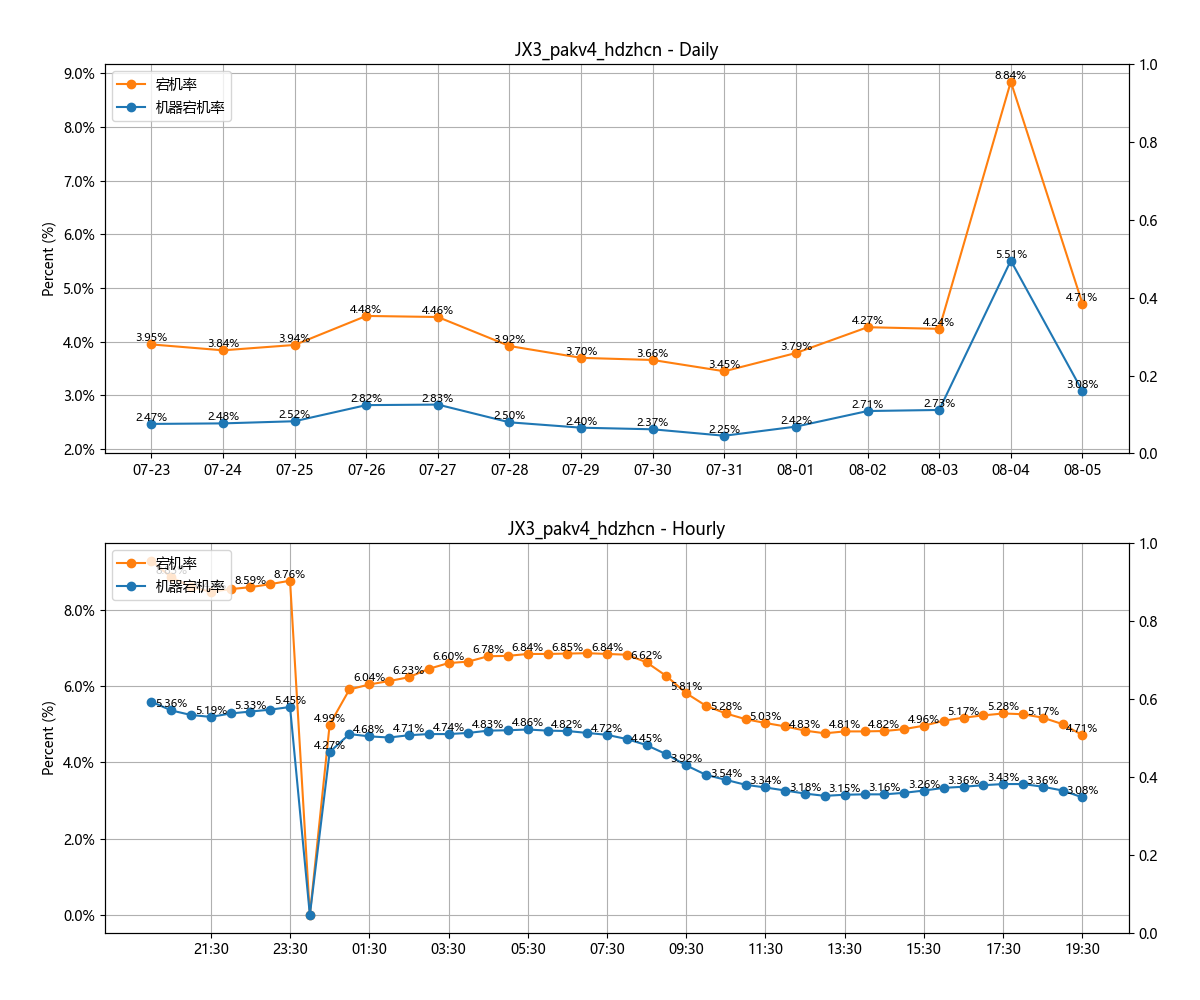 JX3_pakv4_hdzhcn - Daily
宕机率
机器宕机率
Percent (%)
9.0%
8.0%
7.0%
6.0%
5.0%
4.0%
3.0%
2.0%
1.0
0.8
0.6
0.4
0.2
0.0
3.95% 3.84% 3.94% 4.48% 4.46% 3.92% 3.70% 3.66% 3.45% 3.79% 4.27% 4.24% 8.84% 4.71%
2.47% 2.48% 2.52% 2.82% 2.83% 2.50% 2.40% 2.37% 2.25% 2.42% 2.71% 2.73% 5.51% 3.08%
07-23 07-24 07-25 07-26 07-27 07-28 07-29 07-30 07-31 08-01 08-02 08-03 08-04 08-05
JX3_pakv4_hdzhcn - Hourly
宕机率
机器宕机率
Percent (%)
8.0%
6.0%
4.0%
2.0%
0.0%
1.0
0.8
0.6
0.4
0.2
0.0
8.59% 8.76% 4.99% 6.04% 6.23% 6.60% 6.78% 6.84% 6.85% 6.84% 6.62% 5.81% 5.28% 5.03% 4.83% 4.81% 4.82% 4.96% 5.17% 5.28% 5.17% 4.71%
5.36% 5.19% 5.33% 5.45% 4.27% 4.68% 4.71% 4.74% 4.83% 4.86% 4.82% 4.72% 4.45% 3.92% 3.54% 3.34% 3.18% 3.15% 3.16% 3.26% 3.36% 3.43% 3.36% 3.08%
21:30 23:30 01:30 03:30 05:30 07:30 09:30 11:30 13:30 15:30 17:30 19:30